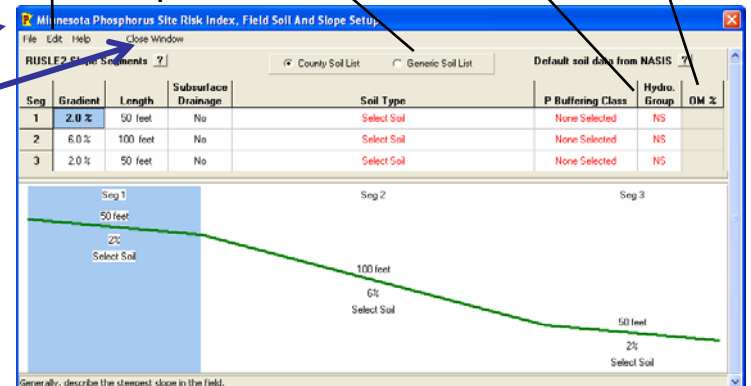 Minnesota Phosphorus Site Risk Index, Field Soil And Slope Setup
File Edit Help Close Window
RUSLE2 Slope Segments ? County Soil List Generic Soil List Default soil data from NASIS ?
Seg Gradient Length Subsurface Drainage Soil Type P Buffering Class Hydro. Group OM %
1 2.0 % 50 feet No Select Soil None Selected NS
2 6.0 % 100 feet No Select Soil None Selected NS
3 2.0 % 50 feet No Select Soil None Selected NS
Seg 1 Seg 2 Seg 3
50 feet
2%
Select Soil
100 feet
6%
Select Soil
50 feet
2%
Select Soil
Generally, describe the steepest slope in the field.